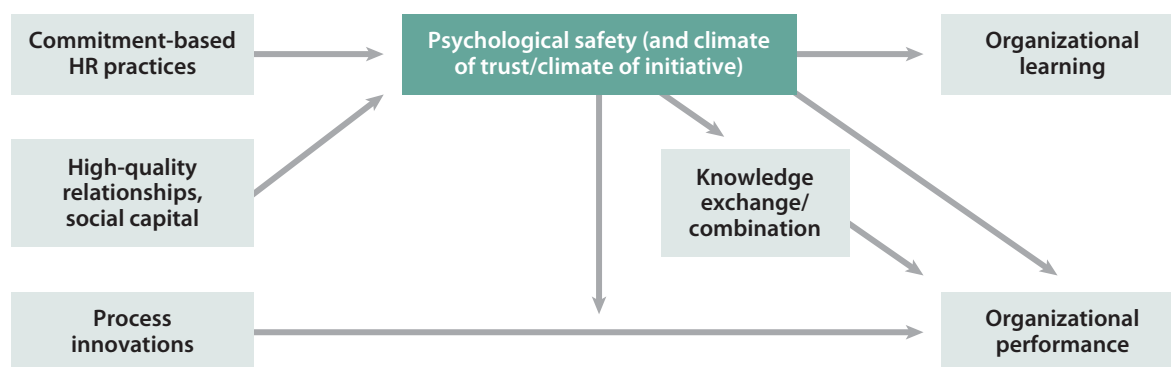 Commitment-based
HR practices
Psychological safety (and climate
of trust/climate of initiative)
Organizational
learning
High-quality
relationships,
social capital
Knowledge
exchange/
combination
Process
innovations
Organizational
performance